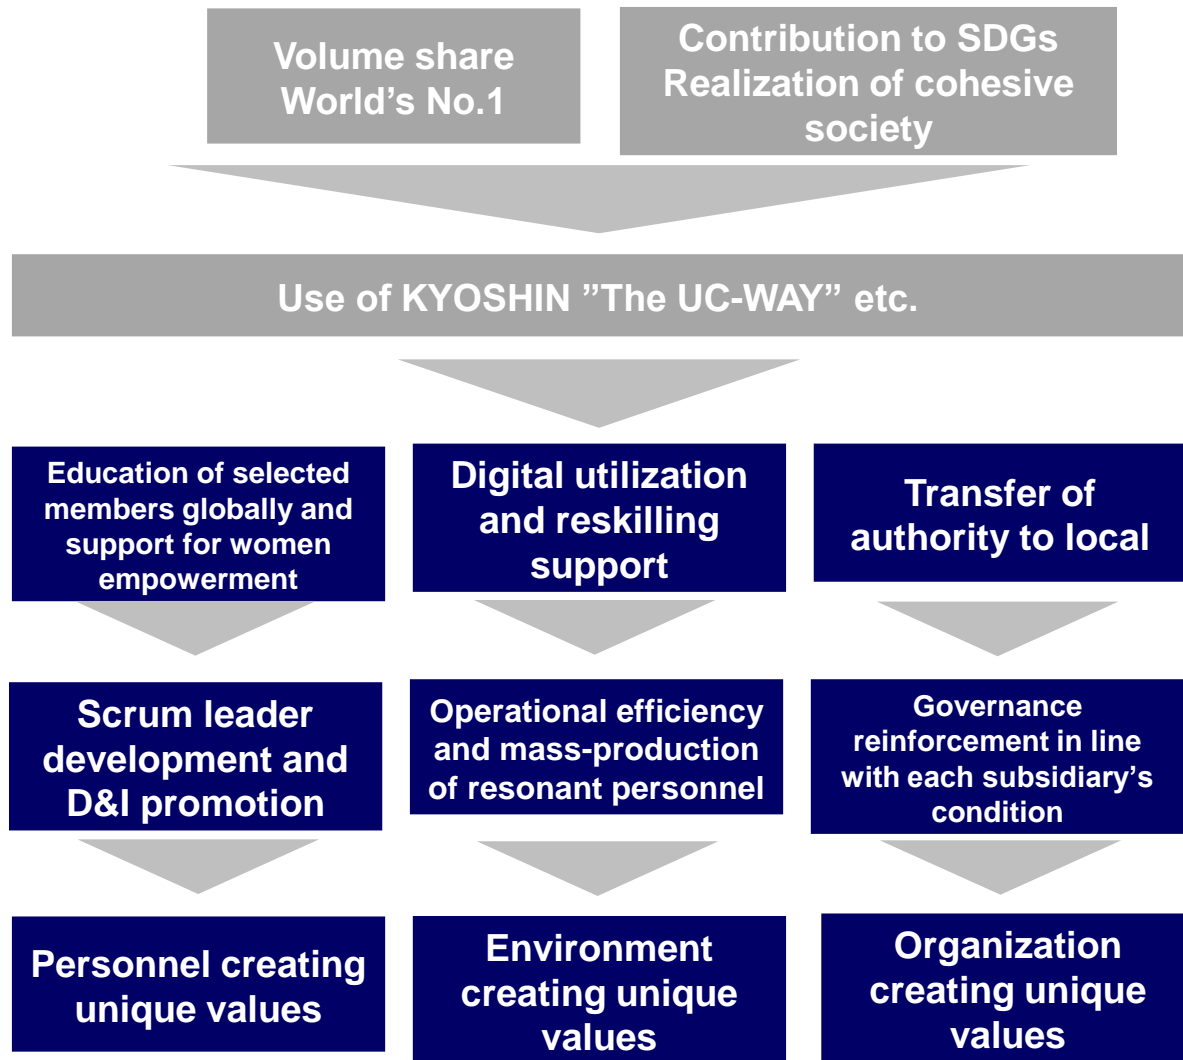 Volume share
World's No.1
Contribution to SDGs
Realization of cohesive
society
Use of KYOSHIN ”The UC-WAY” etc.
Education of selected
members globally and
support for women
empowerment
Digital utilization
and reskilling
support
Transfer of
authority to local
Scrum leader
development and
D&I promotion
Operational efficiency
and mass-production
of resonant personnel
Governance
reinforcement in line
with each subsidiary’s
condition
Personnel creating
unique values
Environment
creating unique
values
Organization
creating unique
values